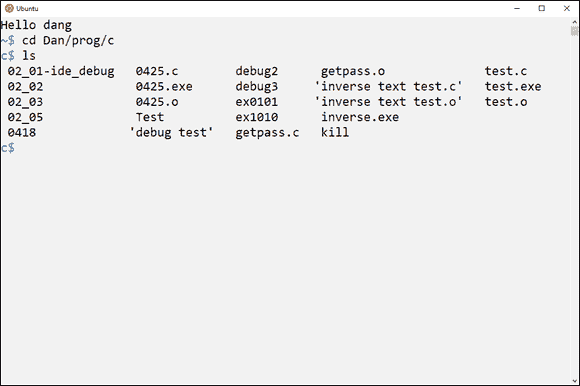 Ubuntu
Hello dang
~$ cd Dan/prog/c
c$ ls
02_01-ide_debug 0425.c debug2 getpass.o test.c
02_02 0425.exe debug3 'inverse text test.c' test.exe
02_03 0425.o ex0101 'inverse text test.o' test.o
02_05 Test ex1010 inverse.exe
0418 'debug test' getpass.c kill
c$